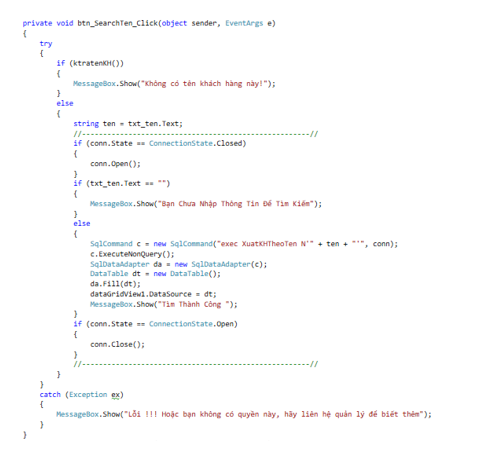 private void btn_SearchTen_Click(object sender, EventArgs e)
{
try
{
if (ktratenKH())
{
MessageBox.Show("Không có tên khách hàng này!");
}
else
{
string ten = txt_ten.Text;
//------------------------------------------------------//
if (conn.State == ConnectionState.Closed)
{
conn.Open();
}
if (txt_ten.Text == "")
{
MessageBox.Show("Bạn Chưa Nhập Thông Tin Để Tìm Kiếm");
}
else
{
SqlCommand c = new SqlCommand("exec XuatKHTheoTen N'" + ten + "'", conn);
c.ExecuteNonQuery();
SqlDataAdapter da = new SqlDataAdapter(c);
DataTable dt = new DataTable();
da.Fill(dt);
dataGridView1.DataSource = dt;
MessageBox.Show("Tìm Thành Công ");
}
if (conn.State == ConnectionState.Open)
{
conn.Close();
}
//------------------------------------------------------//
}
}
catch (Exception ex)
{
MessageBox.Show("Lỗi !!! Hoặc bạn không có quyền này, hãy liên hệ quản lý để biết thêm");
}
}